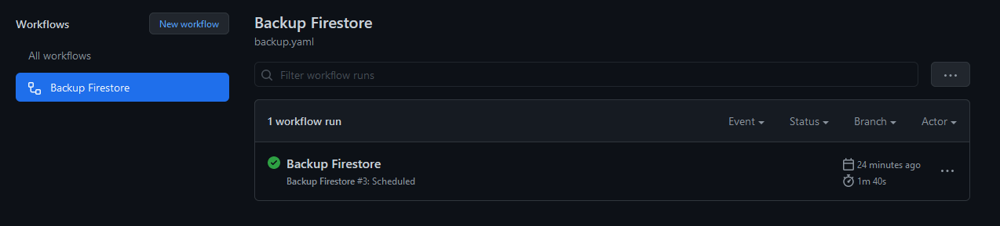 Workflows
New workflow
All workflows
Backup Firestore
Backup Firestore
backup.yaml
Filter workflow runs
1 workflow run
Event
Status
Branch
Actor
Backup Firestore
Backup Firestore #3: Scheduled
24 minutes ago
1m 40s